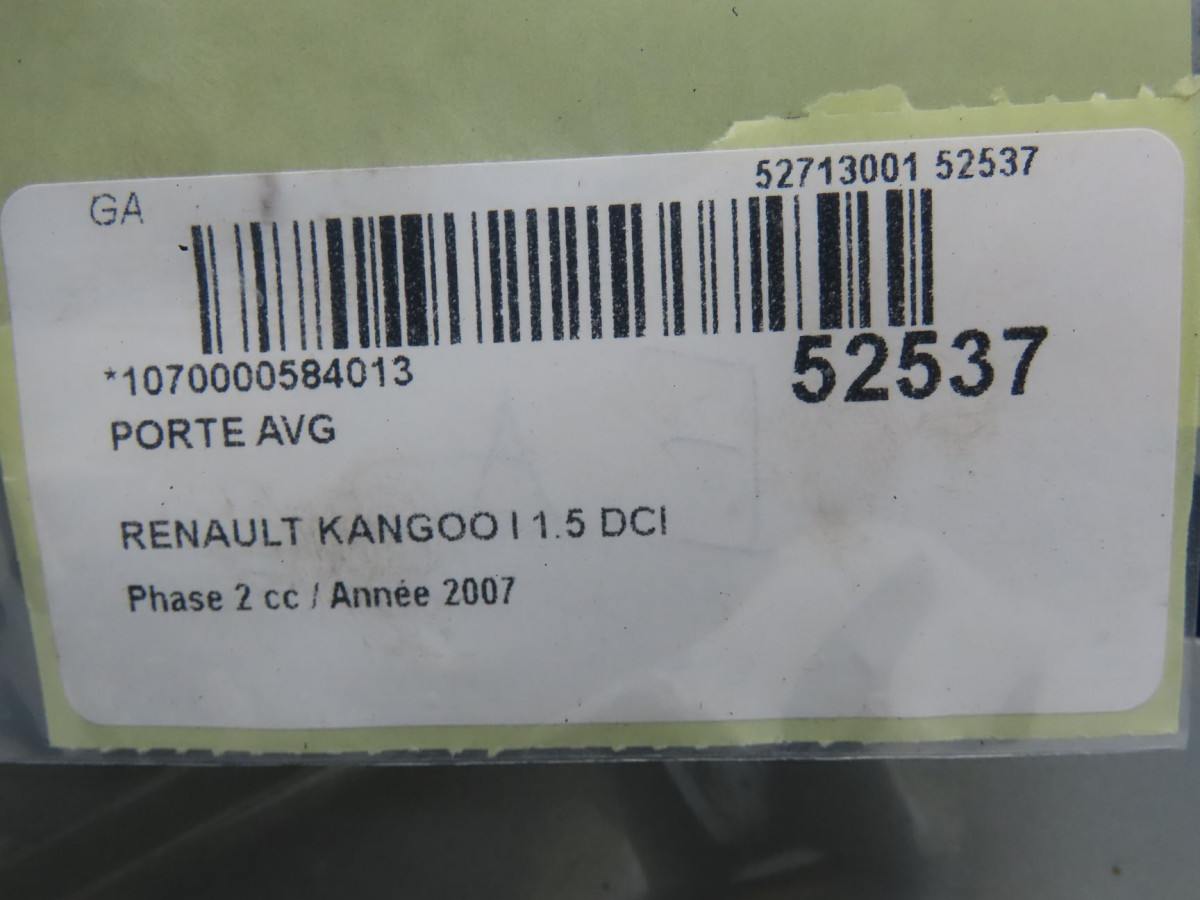 GA
52713001 52537
*1070000584013
52537
PORTE AVG
RENAULT KANGOO I 1.5 DCI
Phase 2 cc / Année 2007